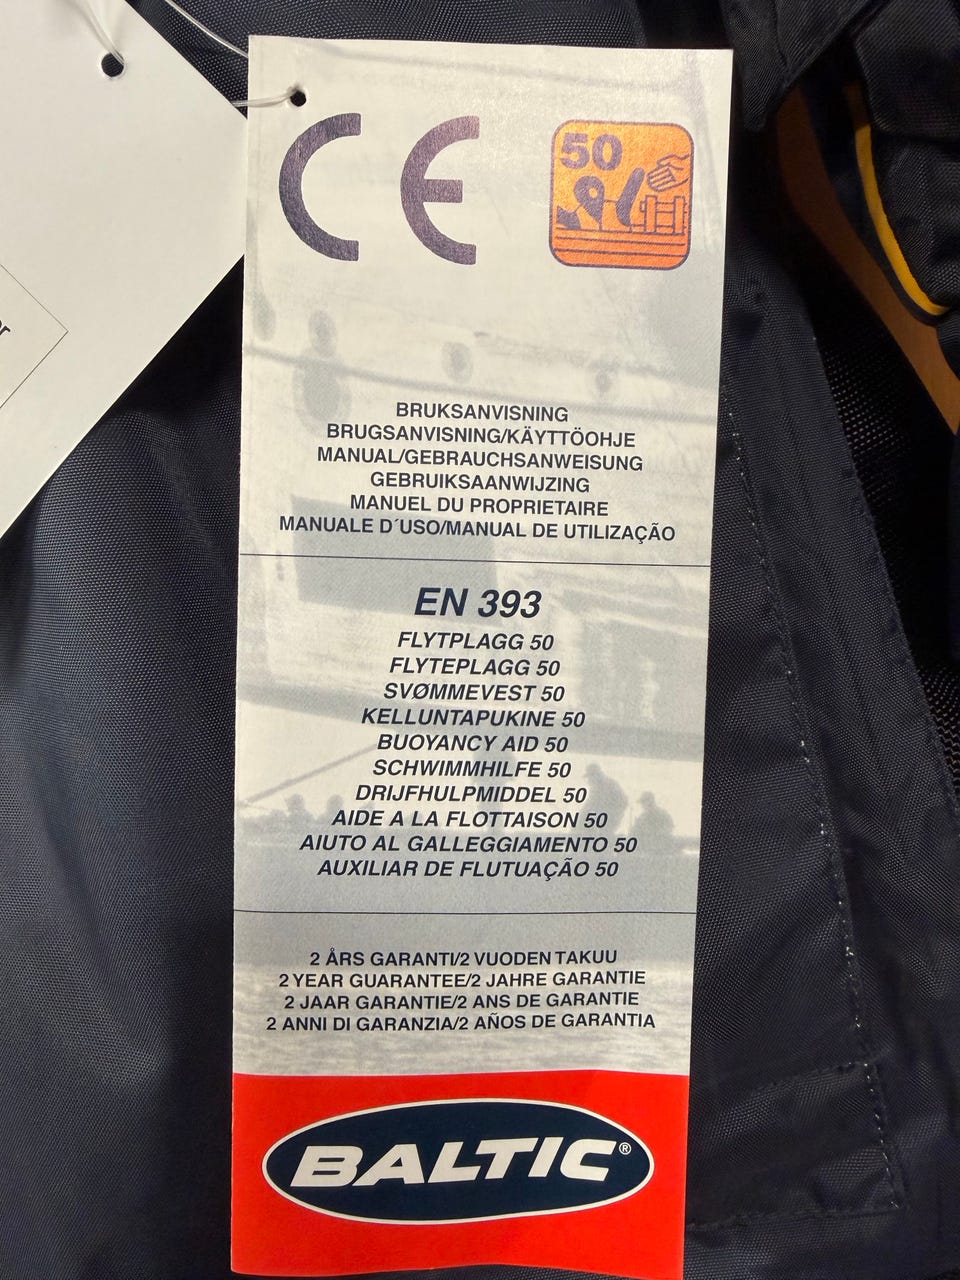 CE
50
BRUKSANVISNING
BRUGSANVISNING/KÄYTTÖOHJE
MANUAL/GEBRAUCHSANWEISUNG
GEBRUIKSAANWIJZING
MANUEL DU PROPRIETAIRE
MANUALE D´USO/MANUAL DE UTILIZAÇÃO
EN 393
FLYTPLAGG 50
FLYTEPLAGG 50
SVØMMEVEST 50
KELLUNTAPUKINE 50
BUOYANCY AID 50
SCHWIMMHILFE 50
DRIJFHULPMIDDEL 50
AIDE A LA FLOTTAISON 50
AIUTO AL GALLEGGIAMENTO 50
AUXILIAR DE FLUTUAÇÃO 50
2 ÅRS GARANTI/2 VUODEN TAKUU
2 YEAR GUARANTEE/2 JAHRE GARANTIE
2 JAAR GARANTIE/2 ANS DE GARANTIE
2 ANNI DI GARANZIA/2 AÑOS DE GARANTIA
BALTIC®